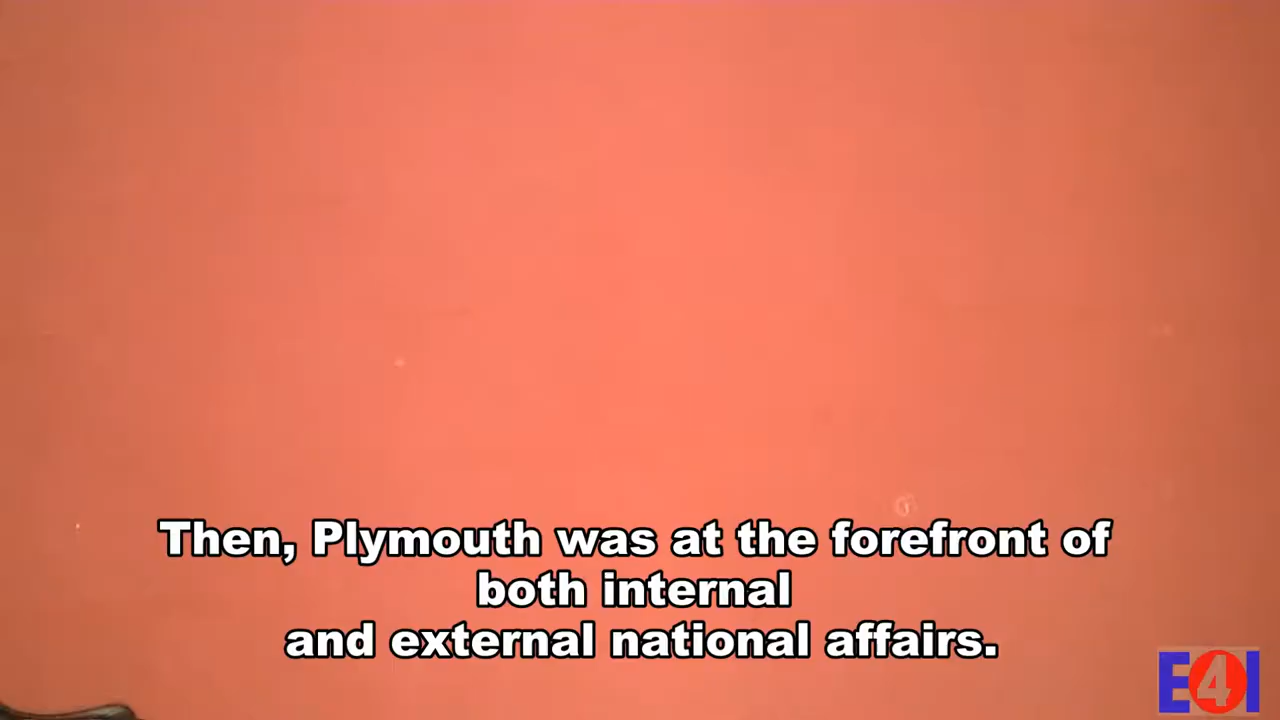 Then, Plymouth was at the forefront of
both internal
and external national affairs.
E4I